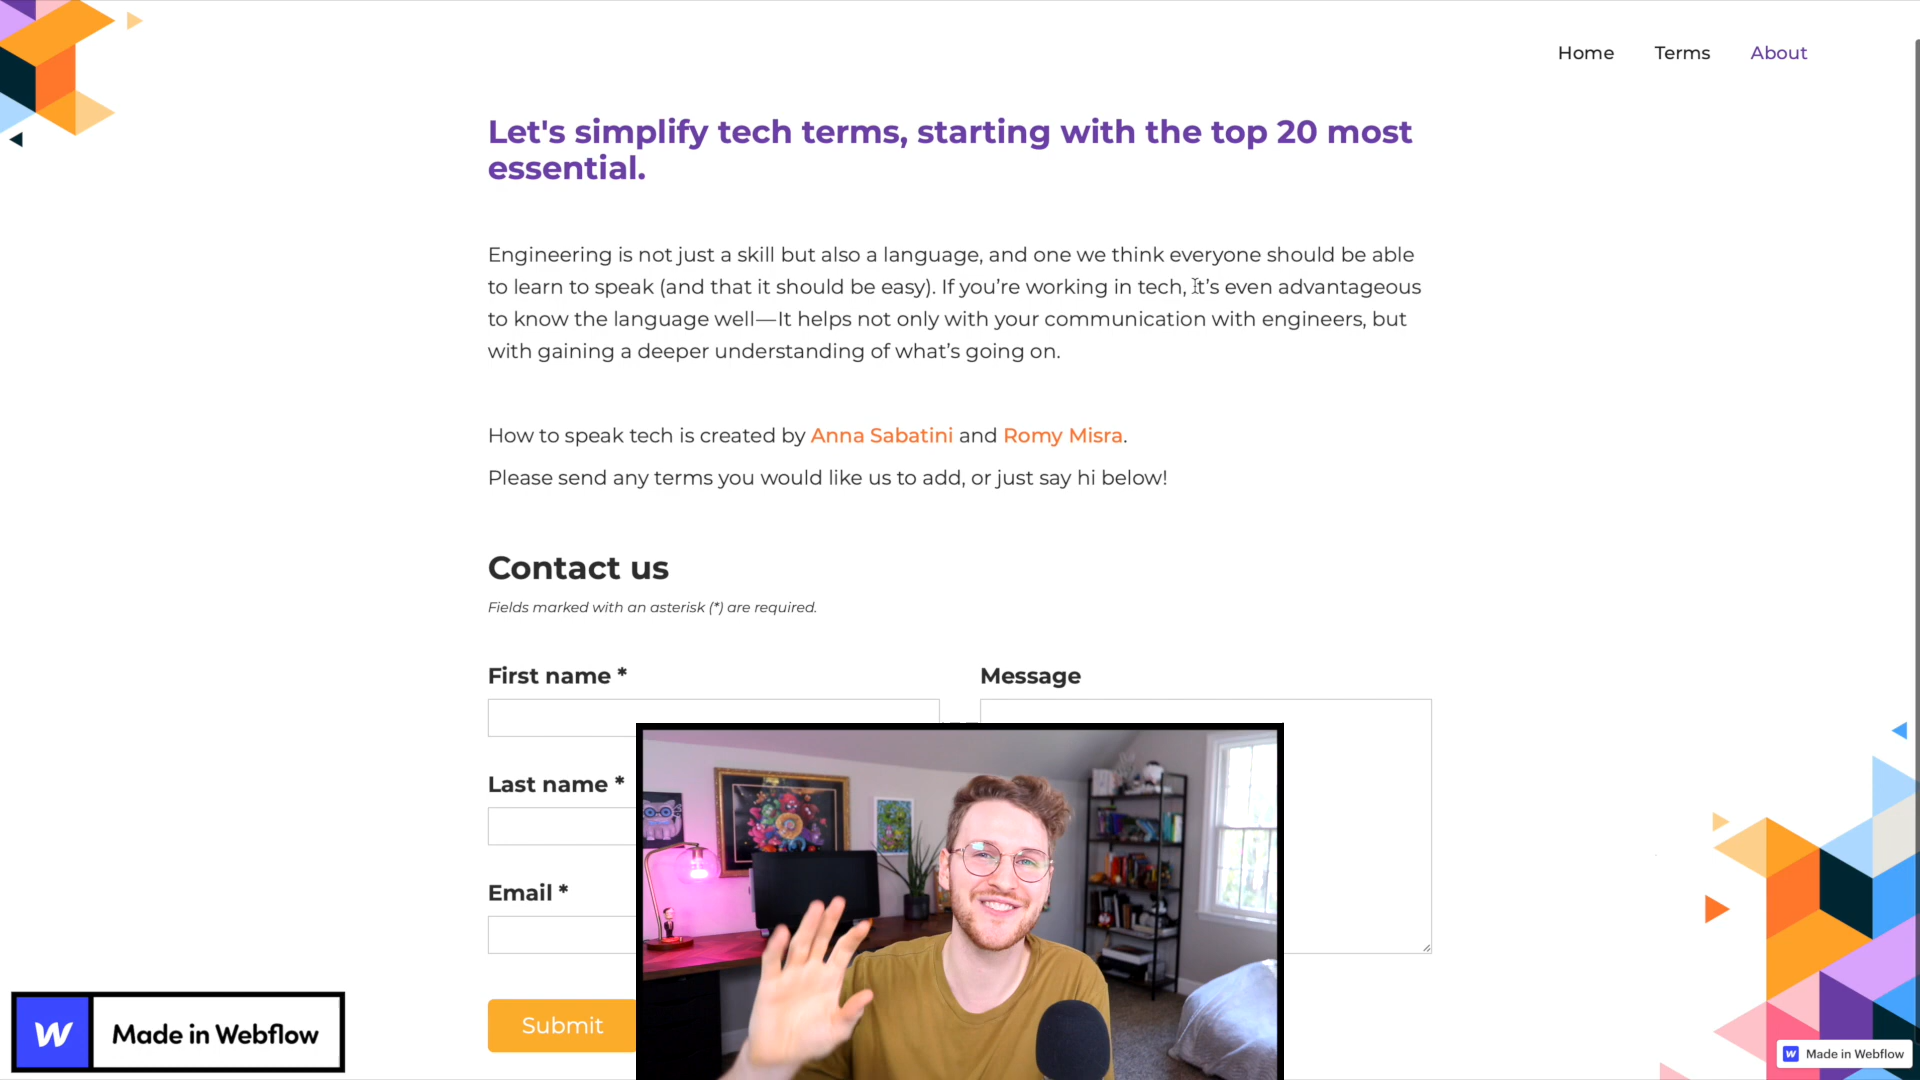 Home Terms About
Let's simplify tech terms, starting with the top 20 most
essential.
Engineering is not just a skill but also a language, and one we think everyone should be able
to learn to speak (and that it should be easy). If you’re working in tech, it’s even advantageous
to know the language well—It helps not only with your communication with engineers, but
with gaining a deeper understanding of what’s going on.
How to speak tech is created by Anna Sabatini and Romy Misra.
Please send any terms you would like us to add, or just say hi below!
Contact us
Fields marked with an asterisk (*) are required.
First name *
Message
Last name *
Email *
Submit
Made in Webflow
Made in Webflow